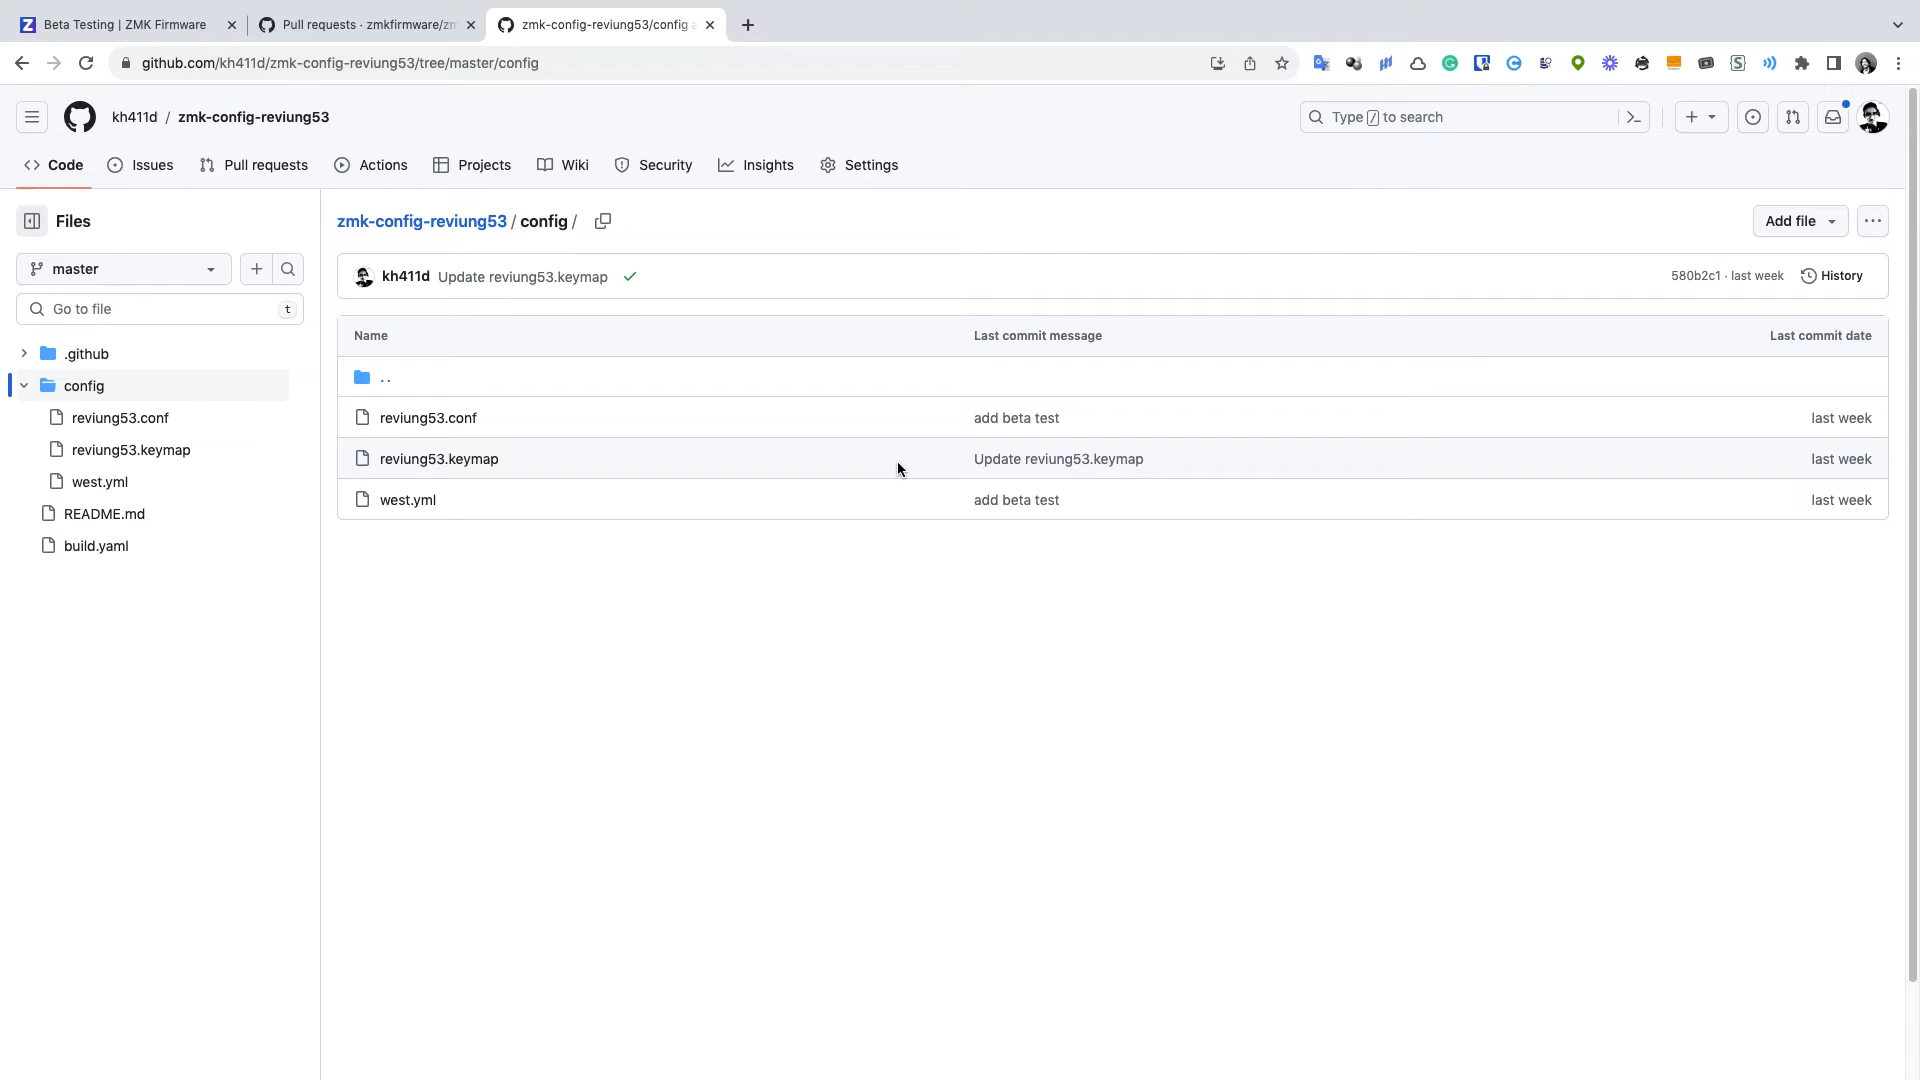 Beta Testing | ZMK Firmware
Pull requests · zmkfirmware/zm
zmk-config-reviung53/config
github.com/kh411d/zmk-config-reviung53/tree/master/config
kh411d / zmk-config-reviung53
Type / to search
Code
Issues
Pull requests
Actions
Projects
Wiki
Security
Insights
Settings
Files
zmk-config-reviung53 / config /
Add file
master
kh411d Update reviung53.keymap
580b2c1 · last week
History
Go to file
t
Name
Last commit message
Last commit date
.github
..
config
reviung53.conf
add beta test
last week
reviung53.conf
reviung53.keymap
Update reviung53.keymap
last week
reviung53.keymap
west.yml
add beta test
last week
west.yml
README.md
build.yaml